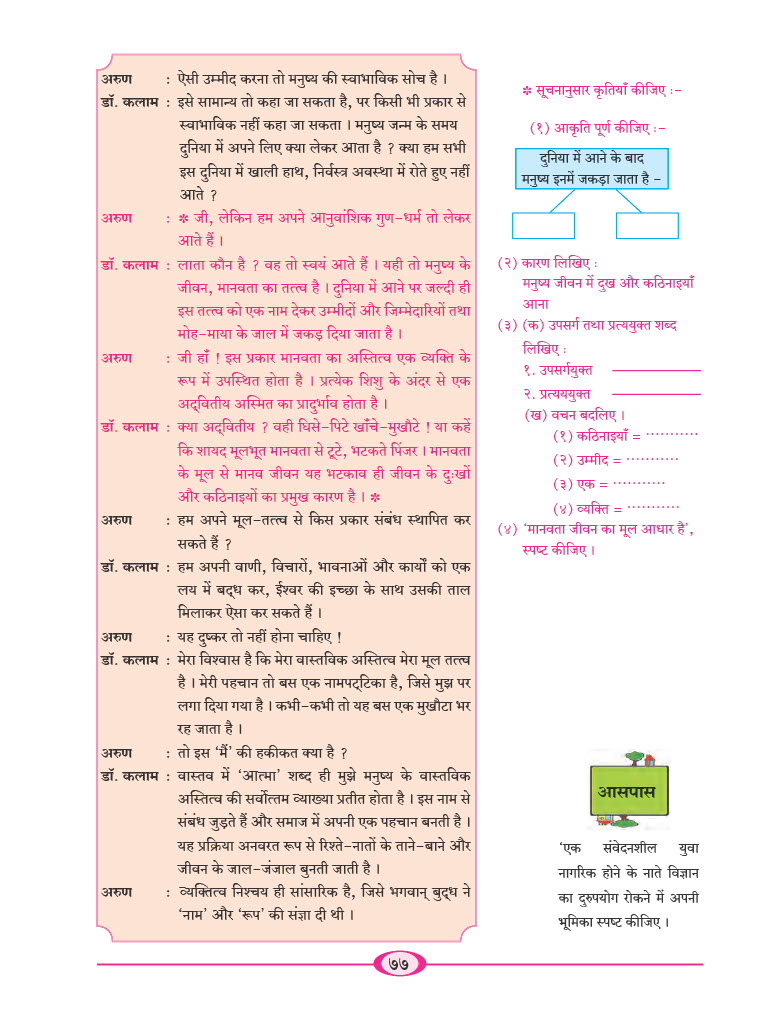 अरुण : ऐसी उम्मीद करना तो मनुष्य की स्वाभाविक सोच है ।
डॉ. कलाम : इसे सामान्य तो कहा जा सकता है, पर किसी भी प्रकार से
स्वाभाविक नहीं कहा जा सकता । मनुष्य जन्म के समय
दुनिया में अपने लिए क्या लेकर आता है ? क्या हम सभी
इस दुनिया में खाली हाथ, निर्वस्त्र अवस्था में रोते हुए नहीं
आते ?
अरुण : * जी, लेकिन हम अपने आनुवांशिक गुण-धर्म तो लेकर
आते हैं ।
डॉ. कलाम : लाता कौन है ? वह तो स्वयं आते हैं । यही तो मनुष्य के
जीवन, मानवता का तत्त्व है । दुनिया में आने पर जल्दी ही
इस तत्त्व को एक नाम देकर उम्मीदों और जिम्मेदारियों तथा
मोह-माया के जाल में जकड़ दिया जाता है ।
अरुण : जी हाँ ! इस प्रकार मानवता का अस्तित्व एक व्यक्ति के
रूप में उपस्थित होता है । प्रत्येक शिशु के अंदर से एक
अद्‌वितीय अस्मित का प्रादुर्भाव होता है ।
डॉ. कलाम : क्या अद्‌वितीय ? वही घिसे-पिटे खाँचे-मुखौटे ! या कहें
कि शायद मूलभूत मानवता से टूटे, भटकते पिंजर । मानवता
के मूल से मानव जीवन यह भटकाव ही जीवन के दुःखों
और कठिनाइयों का प्रमुख कारण है । *
अरुण : हम अपने मूल-तत्त्व से किस प्रकार संबंध स्थापित कर
सकते हैं ?
डॉ. कलाम : हम अपनी वाणी, विचारों, भावनाओं और कार्यों को एक
लय में बद्‌ध कर, ईश्वर की इच्छा के साथ उसकी ताल
मिलाकर ऐसा कर सकते हैं ।
अरुण : यह दुष्कर तो नहीं होना चाहिए !
डॉ. कलाम : मेरा विश्वास है कि मेरा वास्तविक अस्तित्व मेरा मूल तत्त्व
है । मेरी पहचान तो बस एक नामपट्‌टिका है, जिसे मुझ पर
लगा दिया गया है । कभी-कभी तो यह बस एक मुखौटा भर
रह जाता है ।
अरुण : तो इस ‘मैं’ की हकीकत क्या है ?
डॉ. कलाम : वास्तव में ‘आत्मा’ शब्द ही मुझे मनुष्य के वास्तविक
अस्तित्व की सर्वोत्तम व्याख्या प्रतीत होता है । इस नाम से
संबंध जुड़ते हैं और समाज में अपनी एक पहचान बनती है ।
यह प्रक्रिया अनवरत रूप से रिश्ते-नातों के ताने-बाने और
जीवन के जाल-जंजाल बुनती जाती है ।
अरुण : व्यक्तित्व निश्चय ही सांसारिक है, जिसे भगवान् बुद्‌ध ने
‘नाम’ और ‘रूप’ की संज्ञा दी थी ।
* सूचनानुसार कृतियाँ कीजिए :-
(१) आकृति पूर्ण कीजिए :-
दुनिया में आने के बाद
मनुष्य इनमें जकड़ा जाता है -
(२) कारण लिखिए :
मनुष्य जीवन में दुख और कठिनाइयाँ
आना
(३) (क) उपसर्ग तथा प्रत्यययुक्त शब्द
लिखिए :
१. उपसर्गयुक्त
२. प्रत्यययुक्त
(ख) वचन बदलिए ।
(१) कठिनाइयाँ = ...........
(२) उम्मीद = ...........
(३) एक = ...........
(४) व्यक्ति = ...........
(४) ‘मानवता जीवन का मूल आधार है’,
स्पष्ट कीजिए ।
आसपास
‘एक संवेदनशील युवा
नागरिक होने के नाते विज्ञान
का दुरुपयोग रोकने में अपनी
भूमिका स्पष्ट कीजिए ।
७७